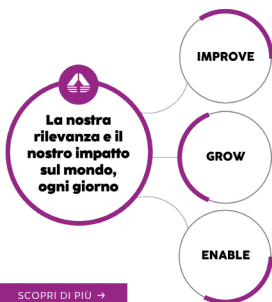 La nostra
rilevanza e il
nostro impatto
sul mondo,
ogni giorno
IMPROVE
GROW
ENABLE
SCOPRI DI PIÙ →